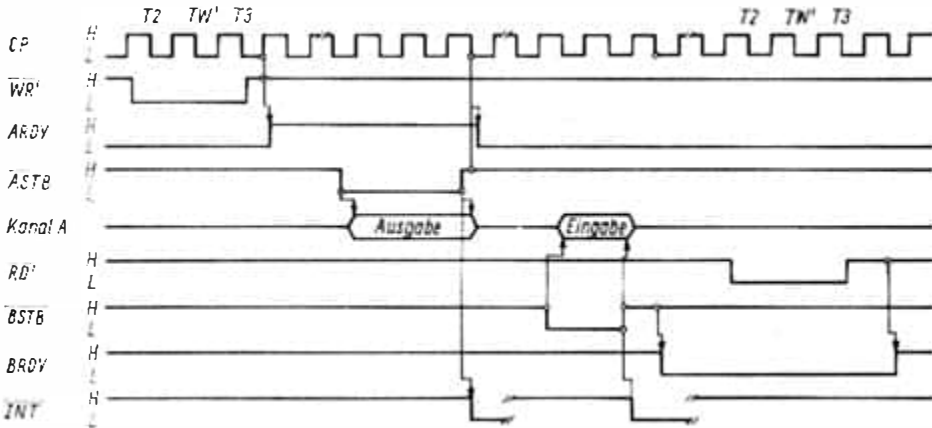 T2 TW' T3 T2 TW' T3
CP H
L
WR' H
L
ARDY H
L
ASTB H
L
Kanal A Ausgabe Eingabe
RD' H
L
BSTB H
L
BRDY H
L
INT H
L